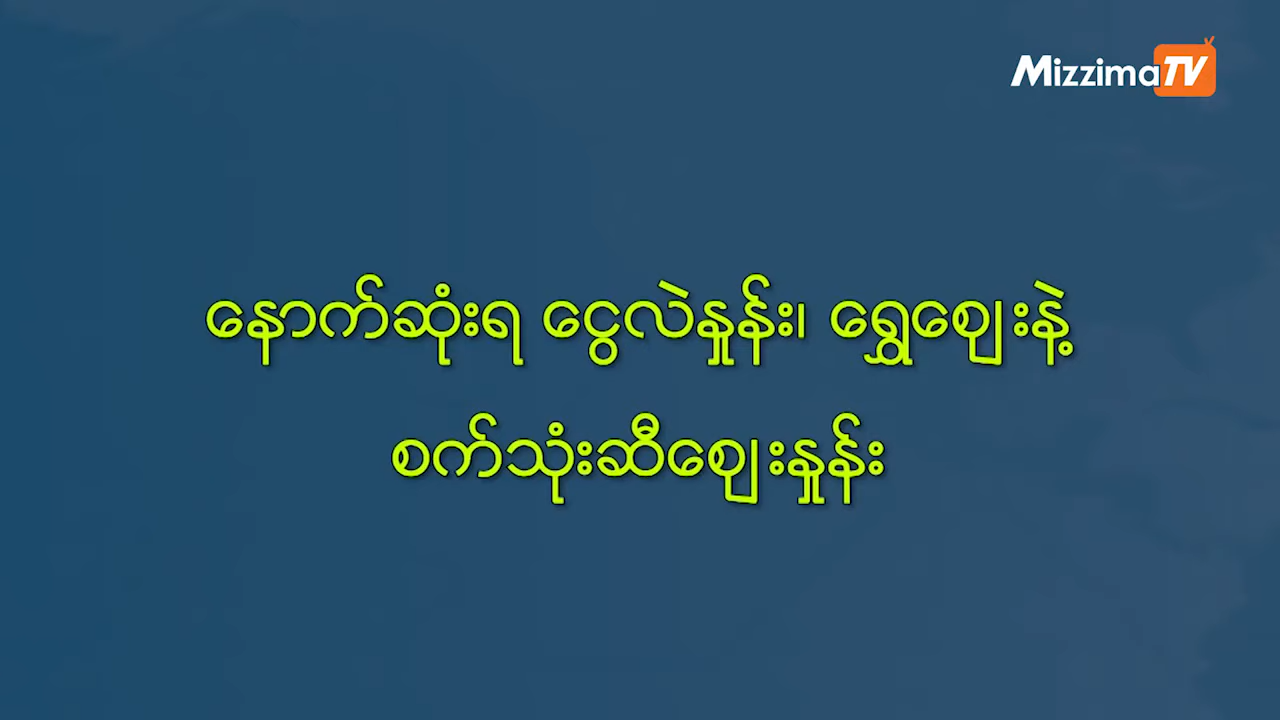 MizzimaTV
နောက်ဆုံးရ ငွေလဲနှုန်း၊ ရွှေဈေးနဲ့
စက်သုံးဆီဈေးနှုန်း